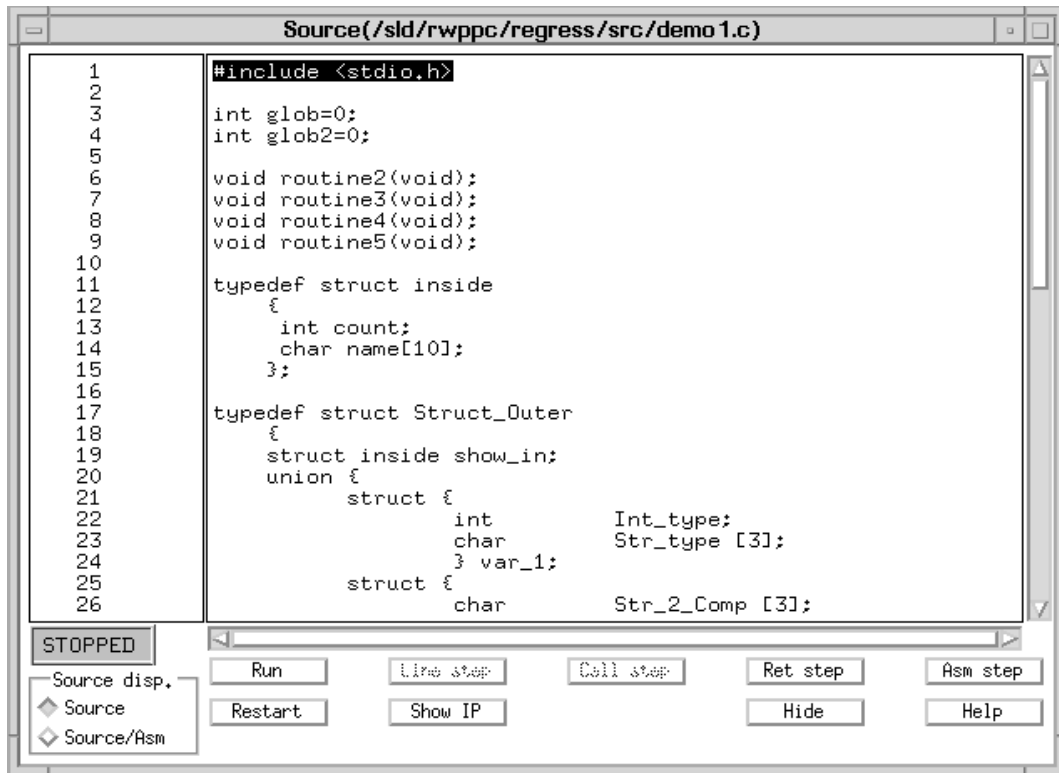 Source(/sld/rwppc/regress/src/demo1.c)
1 #include <stdio.h>
2
3 int glob=0;
4 int glob2=0;
5
6 void routine2(void);
7 void routine3(void);
8 void routine4(void);
9 void routine5(void);
10
11 typedef struct inside
12 {
13 int count;
14 char name[10];
15 };
16
17 typedef struct Struct_Outer
18 {
19 struct inside show_in;
20 union {
21 struct {
22 int Int_type;
23 char Str_type [3];
24 } var_1;
25 struct {
26 char Str_2_Comp [3];
STOPPED
Run Line step Call step Ret step Asm step
Source disp.
Source
Restart Show IP Hide Help
Source/Asm